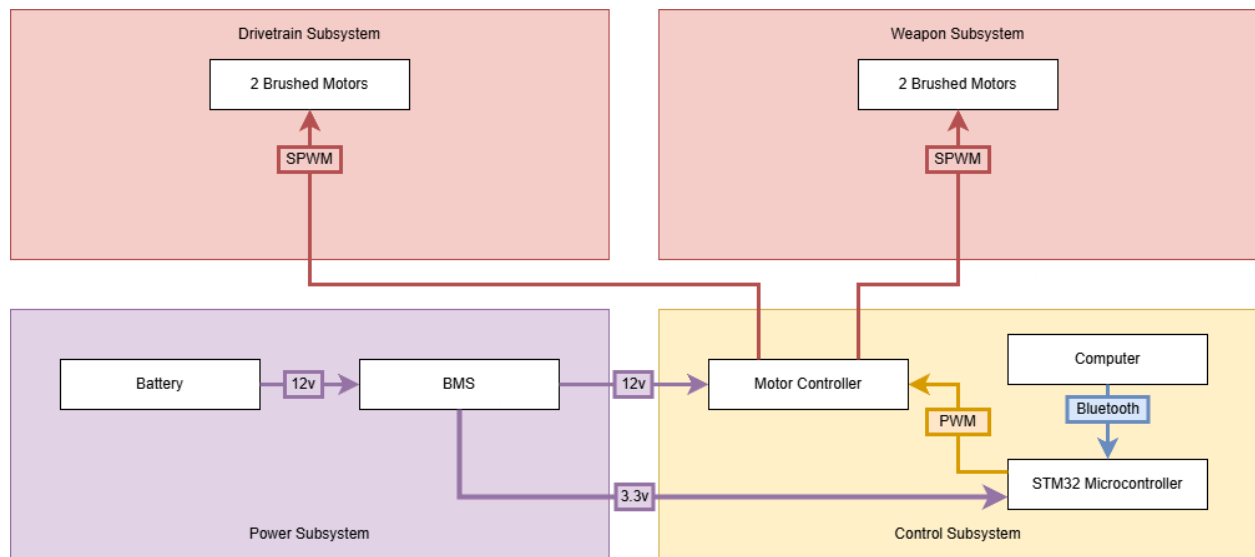 Drivetrain Subsystem
2 Brushed Motors
SPWM
Weapon Subsystem
2 Brushed Motors
SPWM
Battery
12v
BMS
12v
3.3v
Power Subsystem
Motor Controller
Computer
Bluetooth
PWM
STM32 Microcontroller
Control Subsystem